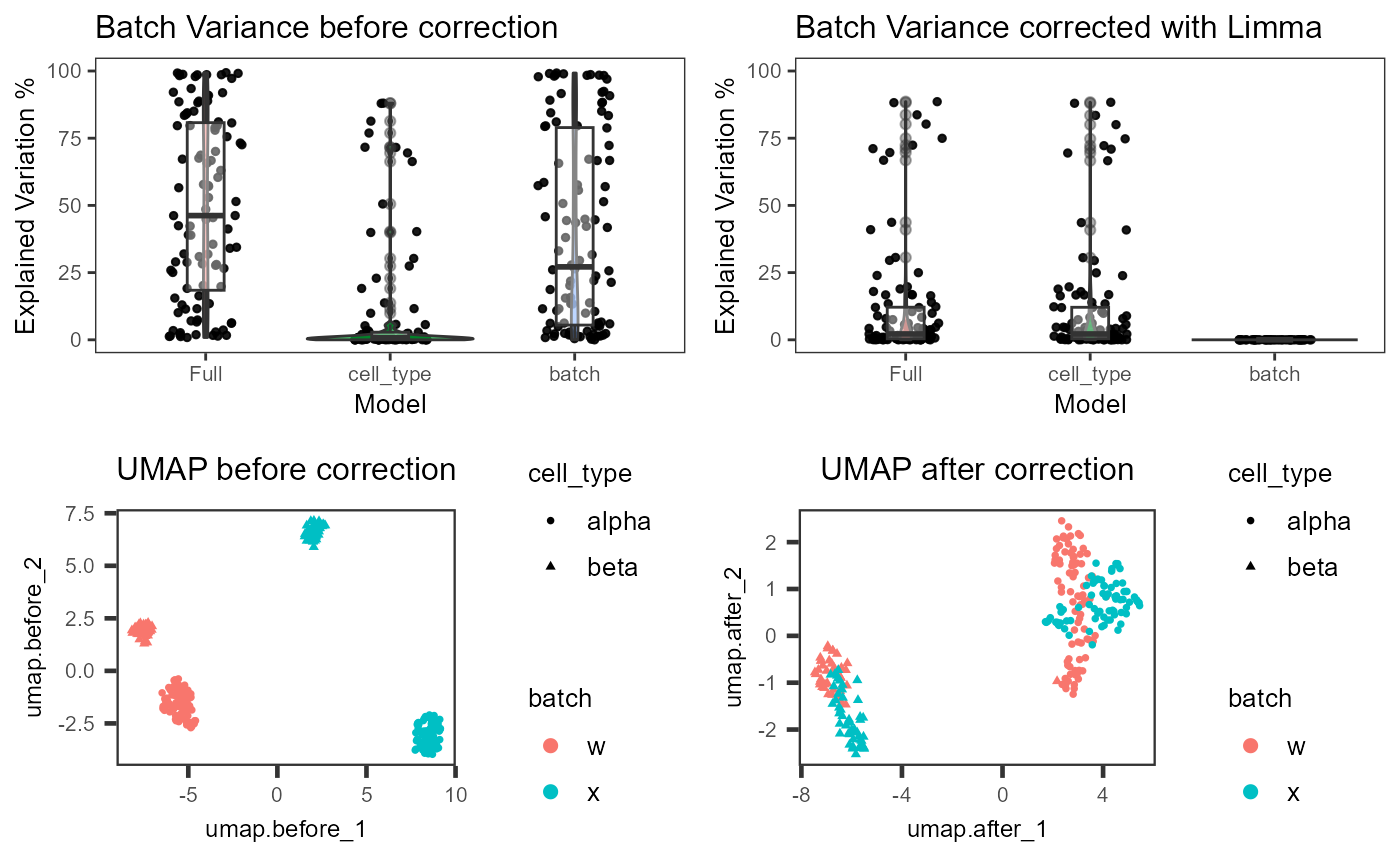 Batch Variance before correction
Explained Variation %
100
75
50
25
0
Full
cell_type
batch
Model
Batch Variance corrected with Limma
Explained Variation %
100
75
50
25
0
Full
cell_type
batch
Model
UMAP before correction
umap.before_2
7.5
5.0
2.5
0.0
-2.5
-5
0
5
10
umap.before_1
cell_type
alpha
beta
batch
w
x
UMAP after correction
umap.after_2
2
1
0
-1
-2
-8
-4
0
4
umap.after_1
cell_type
alpha
beta
batch
w
x